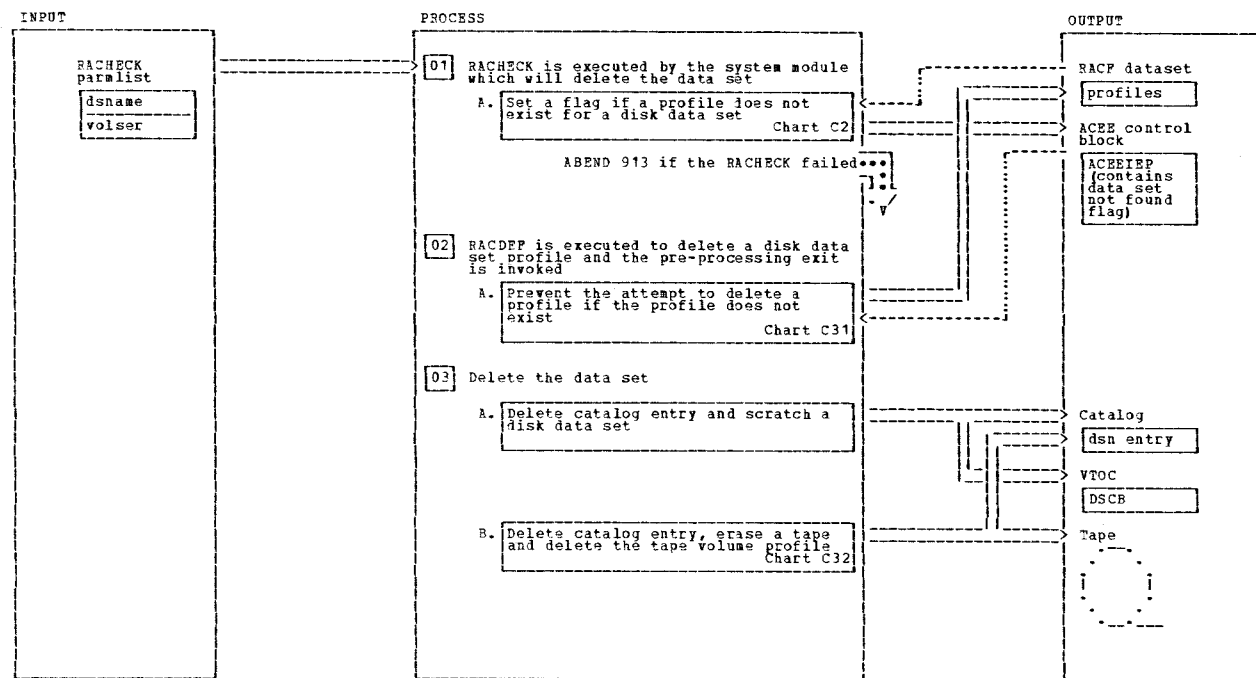 INPUT
PROCESS
OUTPUT
RACHECK
parmlist
dsname
volser
01 RACHECK is executed by the system module
which will delete the data set
A. Set a flag if a profile does not
exist for a disk data set
Chart C2
ABEND 913 if the RACHECK failed
02 RACDEF is executed to delete a disk data
set profile and the pre-processing exit
is invoked
A. Prevent the attempt to delete a
profile if the profile does not
exist
Chart C31
03 Delete the data set
A. Delete catalog entry and scratch a
disk data set
B. Delete catalog entry, erase a tape
and delete the tape volume profile
Chart C32
RACF dataset
profiles
ACEE control
block
ACEEIEP
(contains
data set
not found
flag)
Catalog
dsn entry
VTOC
DSCB
Tape